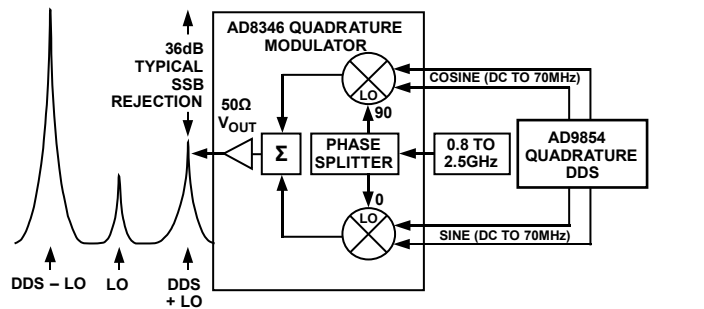 AD8346 QUADRATURE
MODULATOR
36dB
TYPICAL
SSB
REJECTION
50Ω
VOUT
LO
90
COSINE (DC TO 70MHz)
Σ
PHASE
SPLITTER
0.8 TO
2.5GHz
AD9854
QUADRATURE
DDS
0
LO
SINE (DC TO 70MHz)
DDS – LO
LO
DDS
+ LO